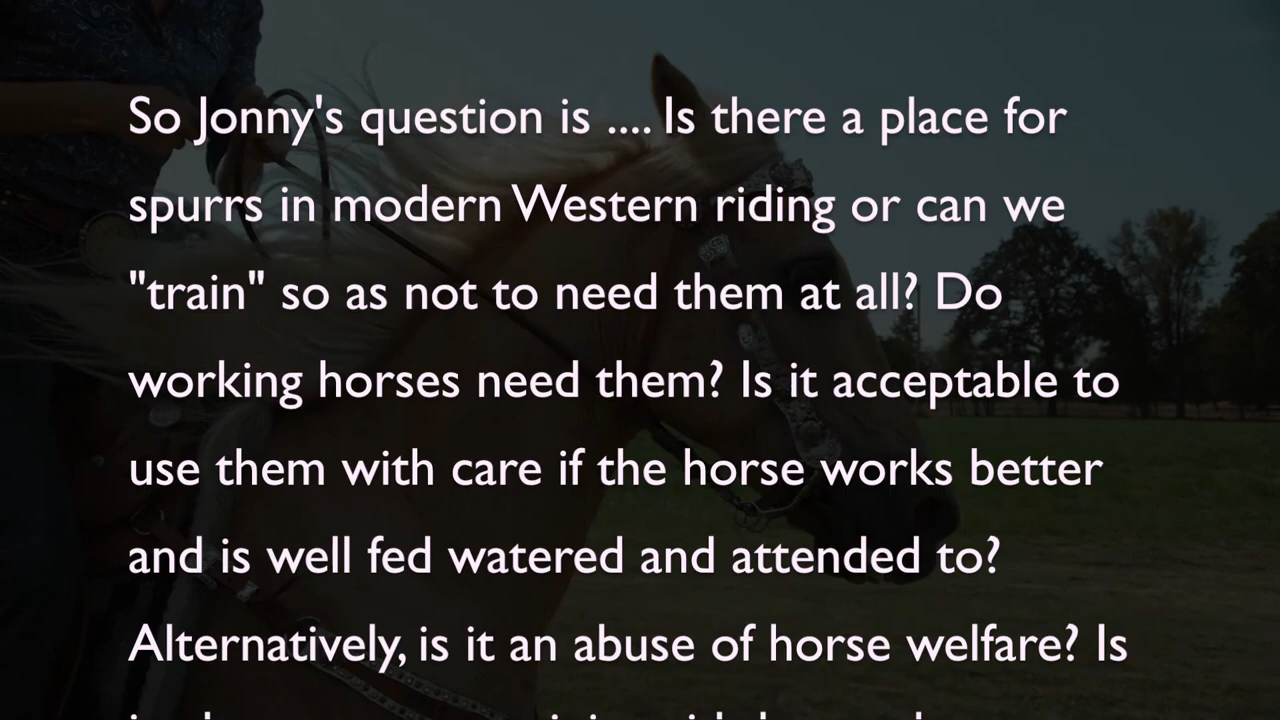 So Jonny's question is .... Is there a place for
spurrs in modern Western riding or can we
"train" so as not to need them at all? Do
working horses need them? Is it acceptable to
use them with care if the horse works better
and is well fed watered and attended to?
Alternatively, is it an abuse of horse welfare? Is